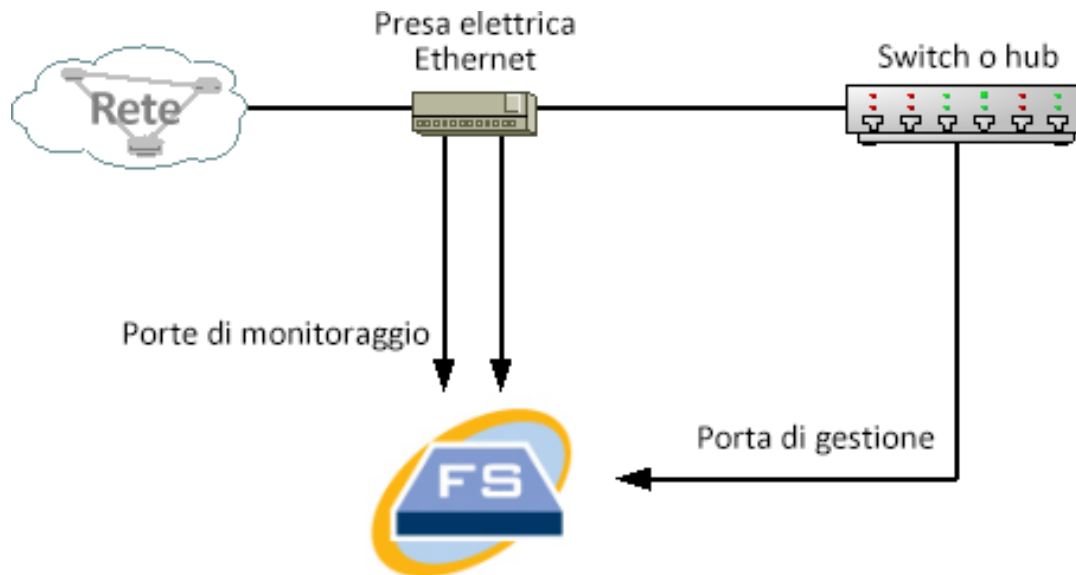 Presa elettrica
Ethernet
Switch o hub
Rete
Porte di monitoraggio
Porta di gestione
FS